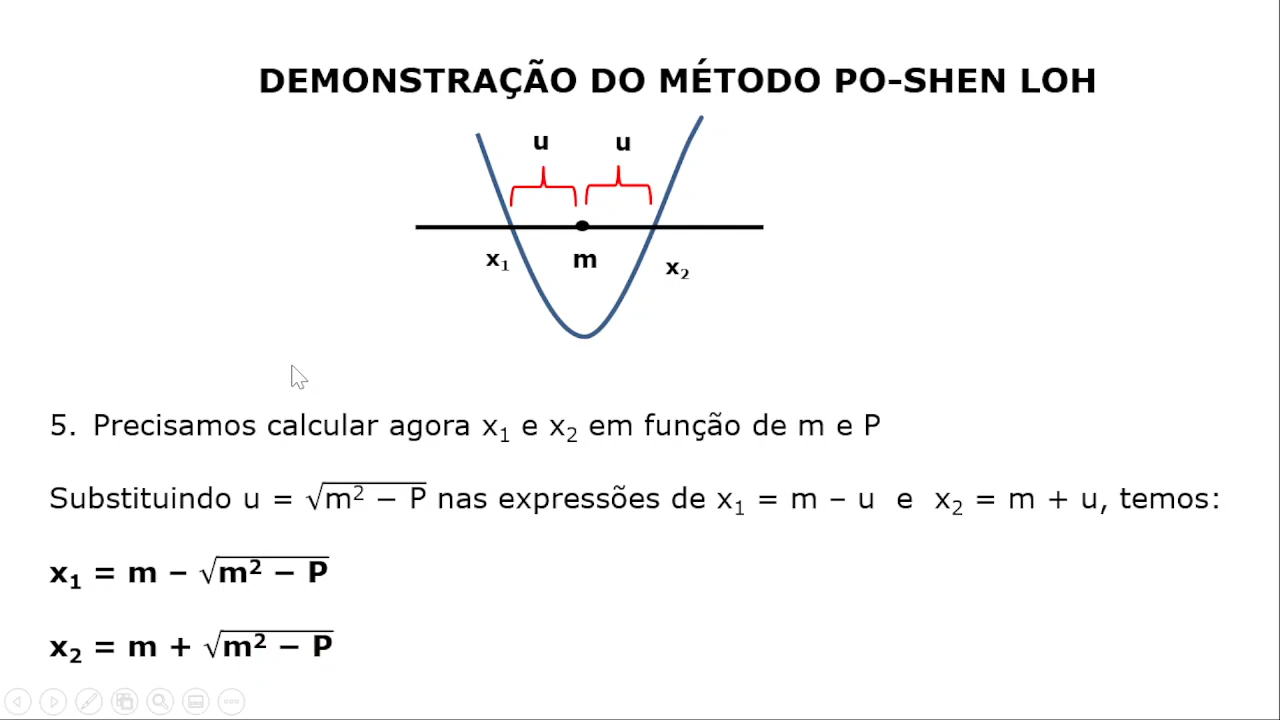 DEMONSTRAÇÃO DO MÉTODO PO-SHEN LOH
u u
x₁ m x₂
5. Precisamos calcular agora x₁ e x₂ em função de m e P
Substituindo u = √m² − P nas expressões de x₁ = m – u e x₂ = m + u, temos:
x₁ = m – √m² − P
x₂ = m + √m² − P